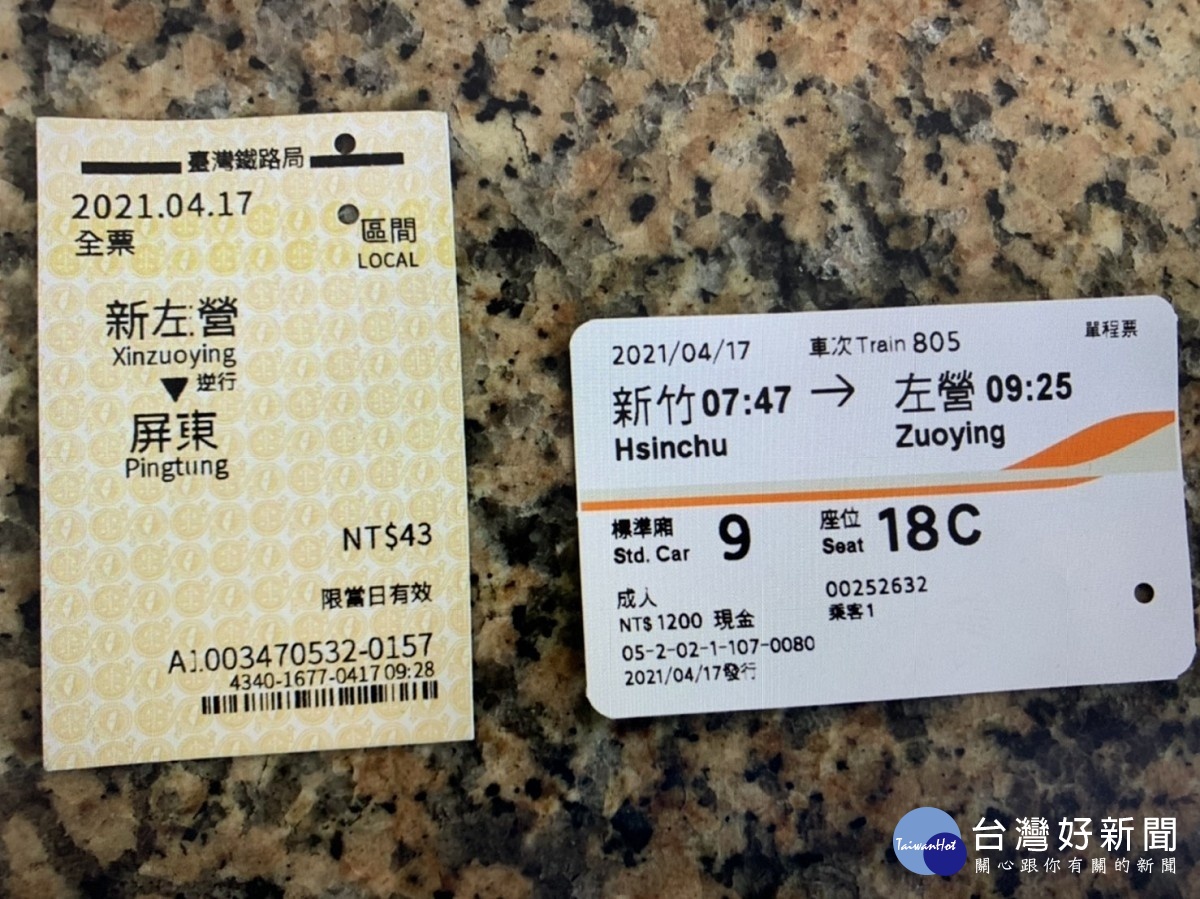 臺灣鐵路局
2021.04.17
全票
區間
LOCAL
新左營
Xinzuoying
逆行
屏東
Pingtung
NT$43
限當日有效
A1003470532-0157
4340-1677-0417 09:28
2021/04/17 車次 Train 805 單程票
新竹 07:47 → 左營 09:25
Hsinchu Zuoying
標準廂 9 座位 18C
Std. Car Seat
成人 00252632
NT$ 1200 現金 乘客1
05-2-02-1-107-0080
2021/04/17發行
TaiwanHot
台灣好新聞
關心跟你有關的新聞